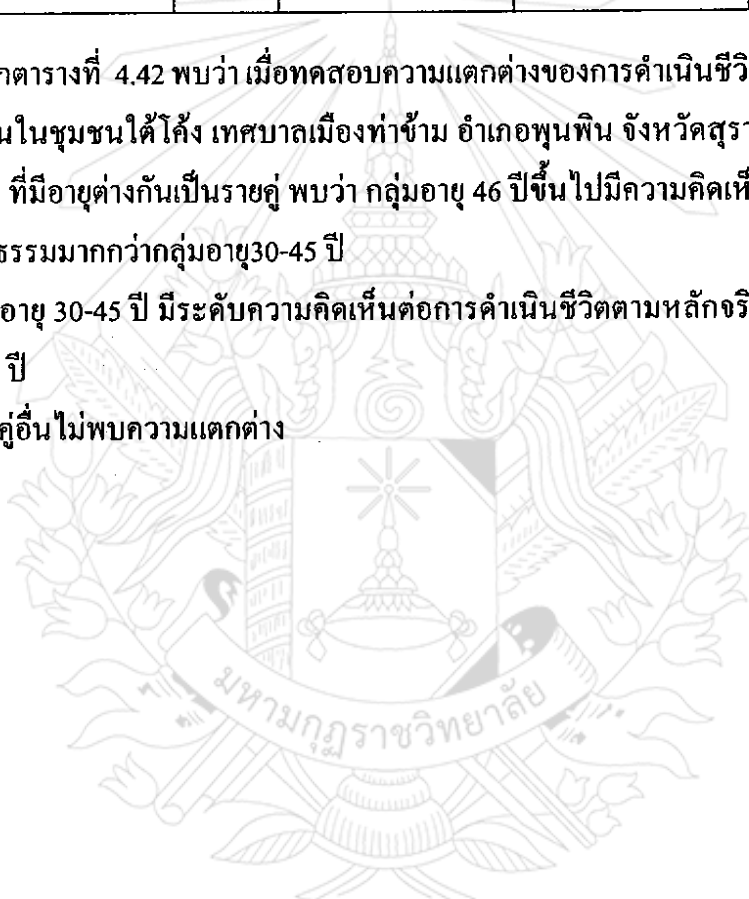 กตารางที่ 4.42 พบว่า เมื่อทดสอบความแตกต่างของการดำเนินชีวิ
นในชุมชนใต้โค้ง เทศบาลเมืองท่าข้าม อำเภอพุนพิน จังหวัดสุรา
ที่มีอายุต่างกันเป็นรายคู่ พบว่า กลุ่มอายุ 46 ปีขึ้นไปมีความคิดเห็
ธรรมมากกว่ากลุ่มอายุ30-45 ปี
อายุ 30-45 ปี มีระดับความคิดเห็นต่อการดำเนินชีวิตตามหลักจริ
ปี
คู่อื่นไม่พบความแตกต่าง
มหามกุฏราชวิทยาลัย